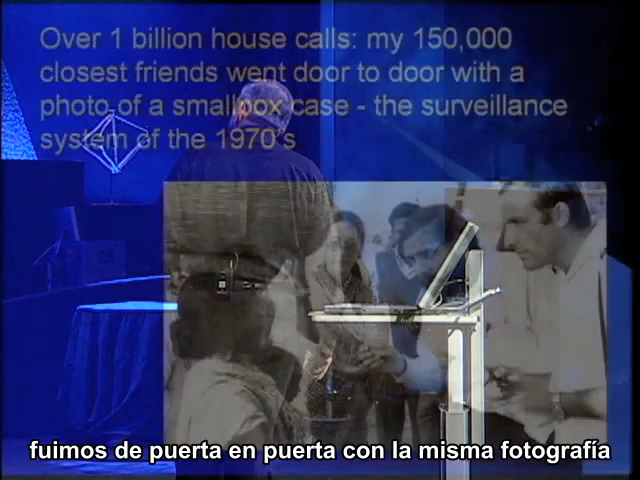 Over 1 billion house calls: my 150,000
closest friends went door to door with a
photo of a smallpox case - the surveillance
system of the 1970's
fuimos de puerta en puerta con la misma fotografía